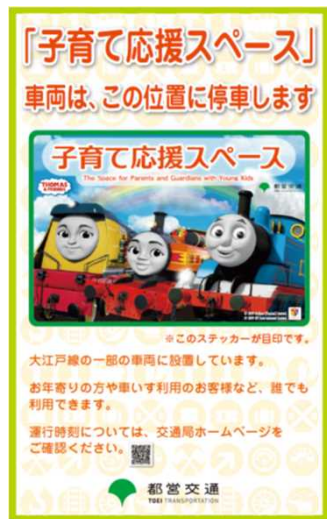 「子育て応援スペース」
車両は、この位置に停車します
子育て応援スペース
The Space for Parents and Guardians with Young Kids
THOMAS
& FRIENDS
都営交通
※このステッカーが目印です。
大江戸線の一部の車両に設置しています。
お年寄りの方や車いす利用のお客様など、誰でも
利用できます。
運行時刻については、交通局ホームページを
ご確認ください。
都営交通
TOEI TRANSPORTATION